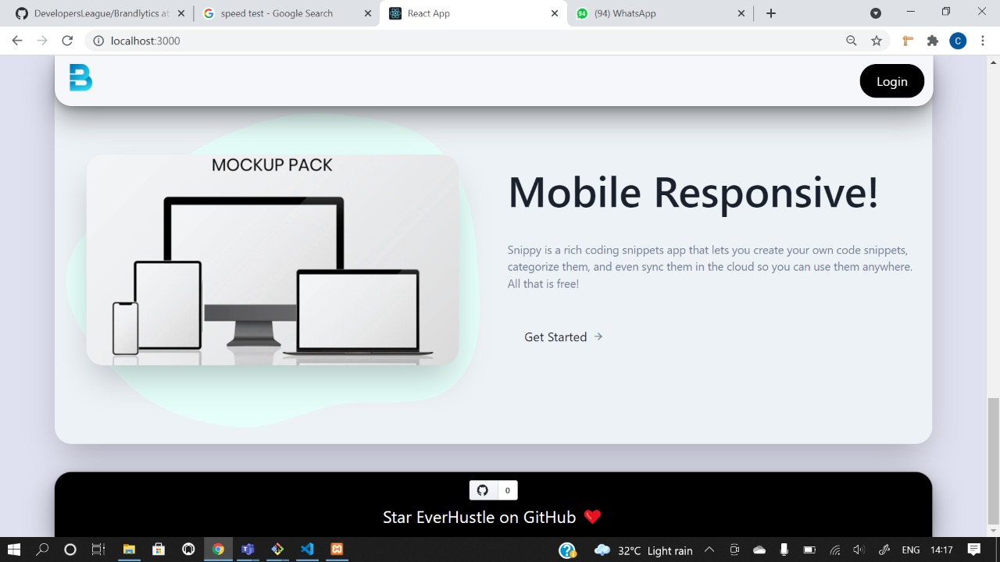 DevelopersLeague/Brandlytics at
speed test - Google Search
React App
94
(94) WhatsApp
localhost:3000
C
B
Login
MOCKUP PACK
Mobile Responsive!
Snippy is a rich coding snippets app that lets you create your own code snippets,
categorize them, and even sync them in the cloud so you can use them anywhere.
All that is free!
Get Started →
0
Star EverHustle on GitHub ❤
32°C Light rain
ENG
14:17